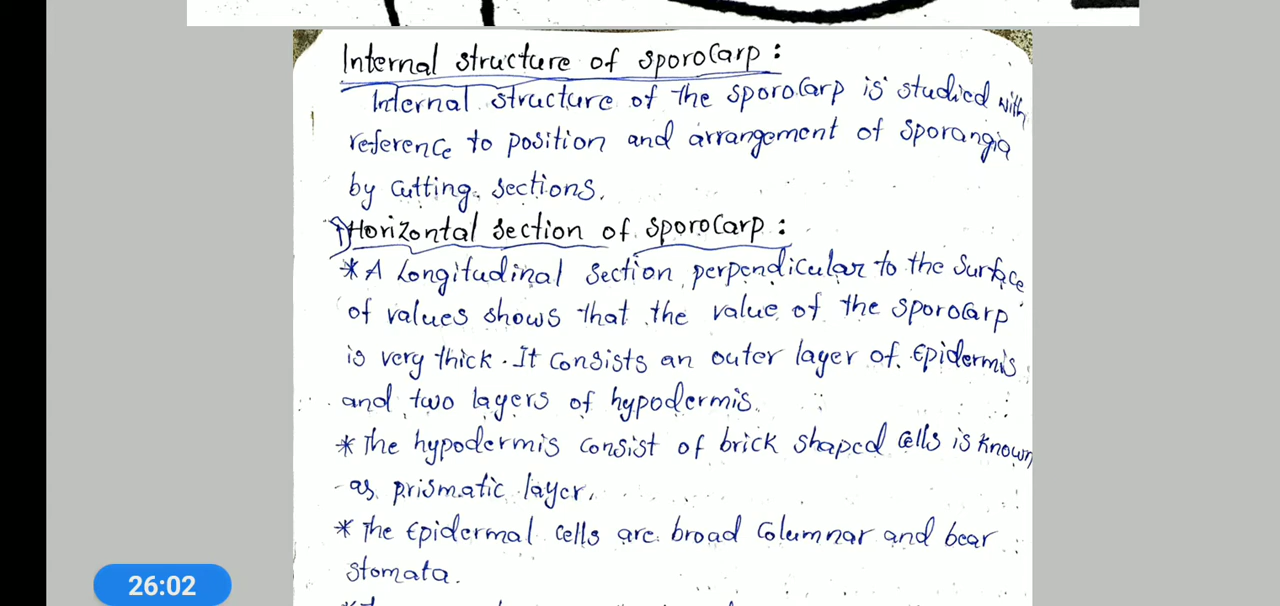 Internal structure of sporocarp :
Internal structure of the sporocarp is studied with
reference to position and arrangement of sporangia
by cutting sections.
1) Horizontal section of sporocarp :
* A Longitudinal section perpendicular to the surface
of values shows that the value of the sporocarp
is very thick. It consists an outer layer of Epidermis
and two layers of hypodermis.
* The hypodermis consist of brick shaped cells is known
as prismatic layer.
* The Epidermal cells are broad columnar and bear
stomata.
26:02